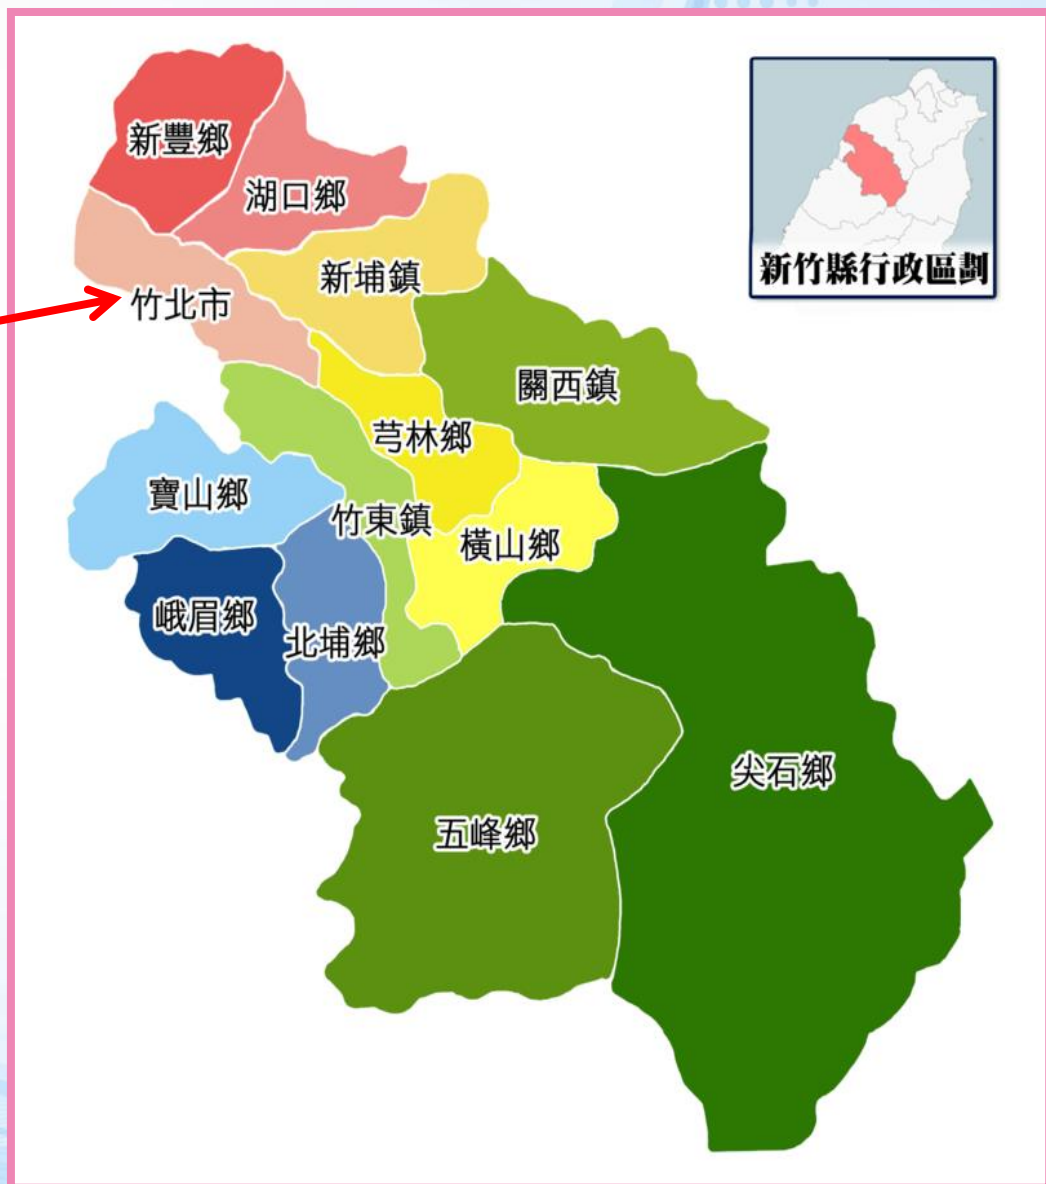 新豐鄉
湖口鄉
新竹縣行政區劃
新埔鎮
竹北市
關西鎮
芎林鄉
寶山鄉
竹東鎮
橫山鄉
峨眉鄉
北埔鄉
尖石鄉
五峰鄉